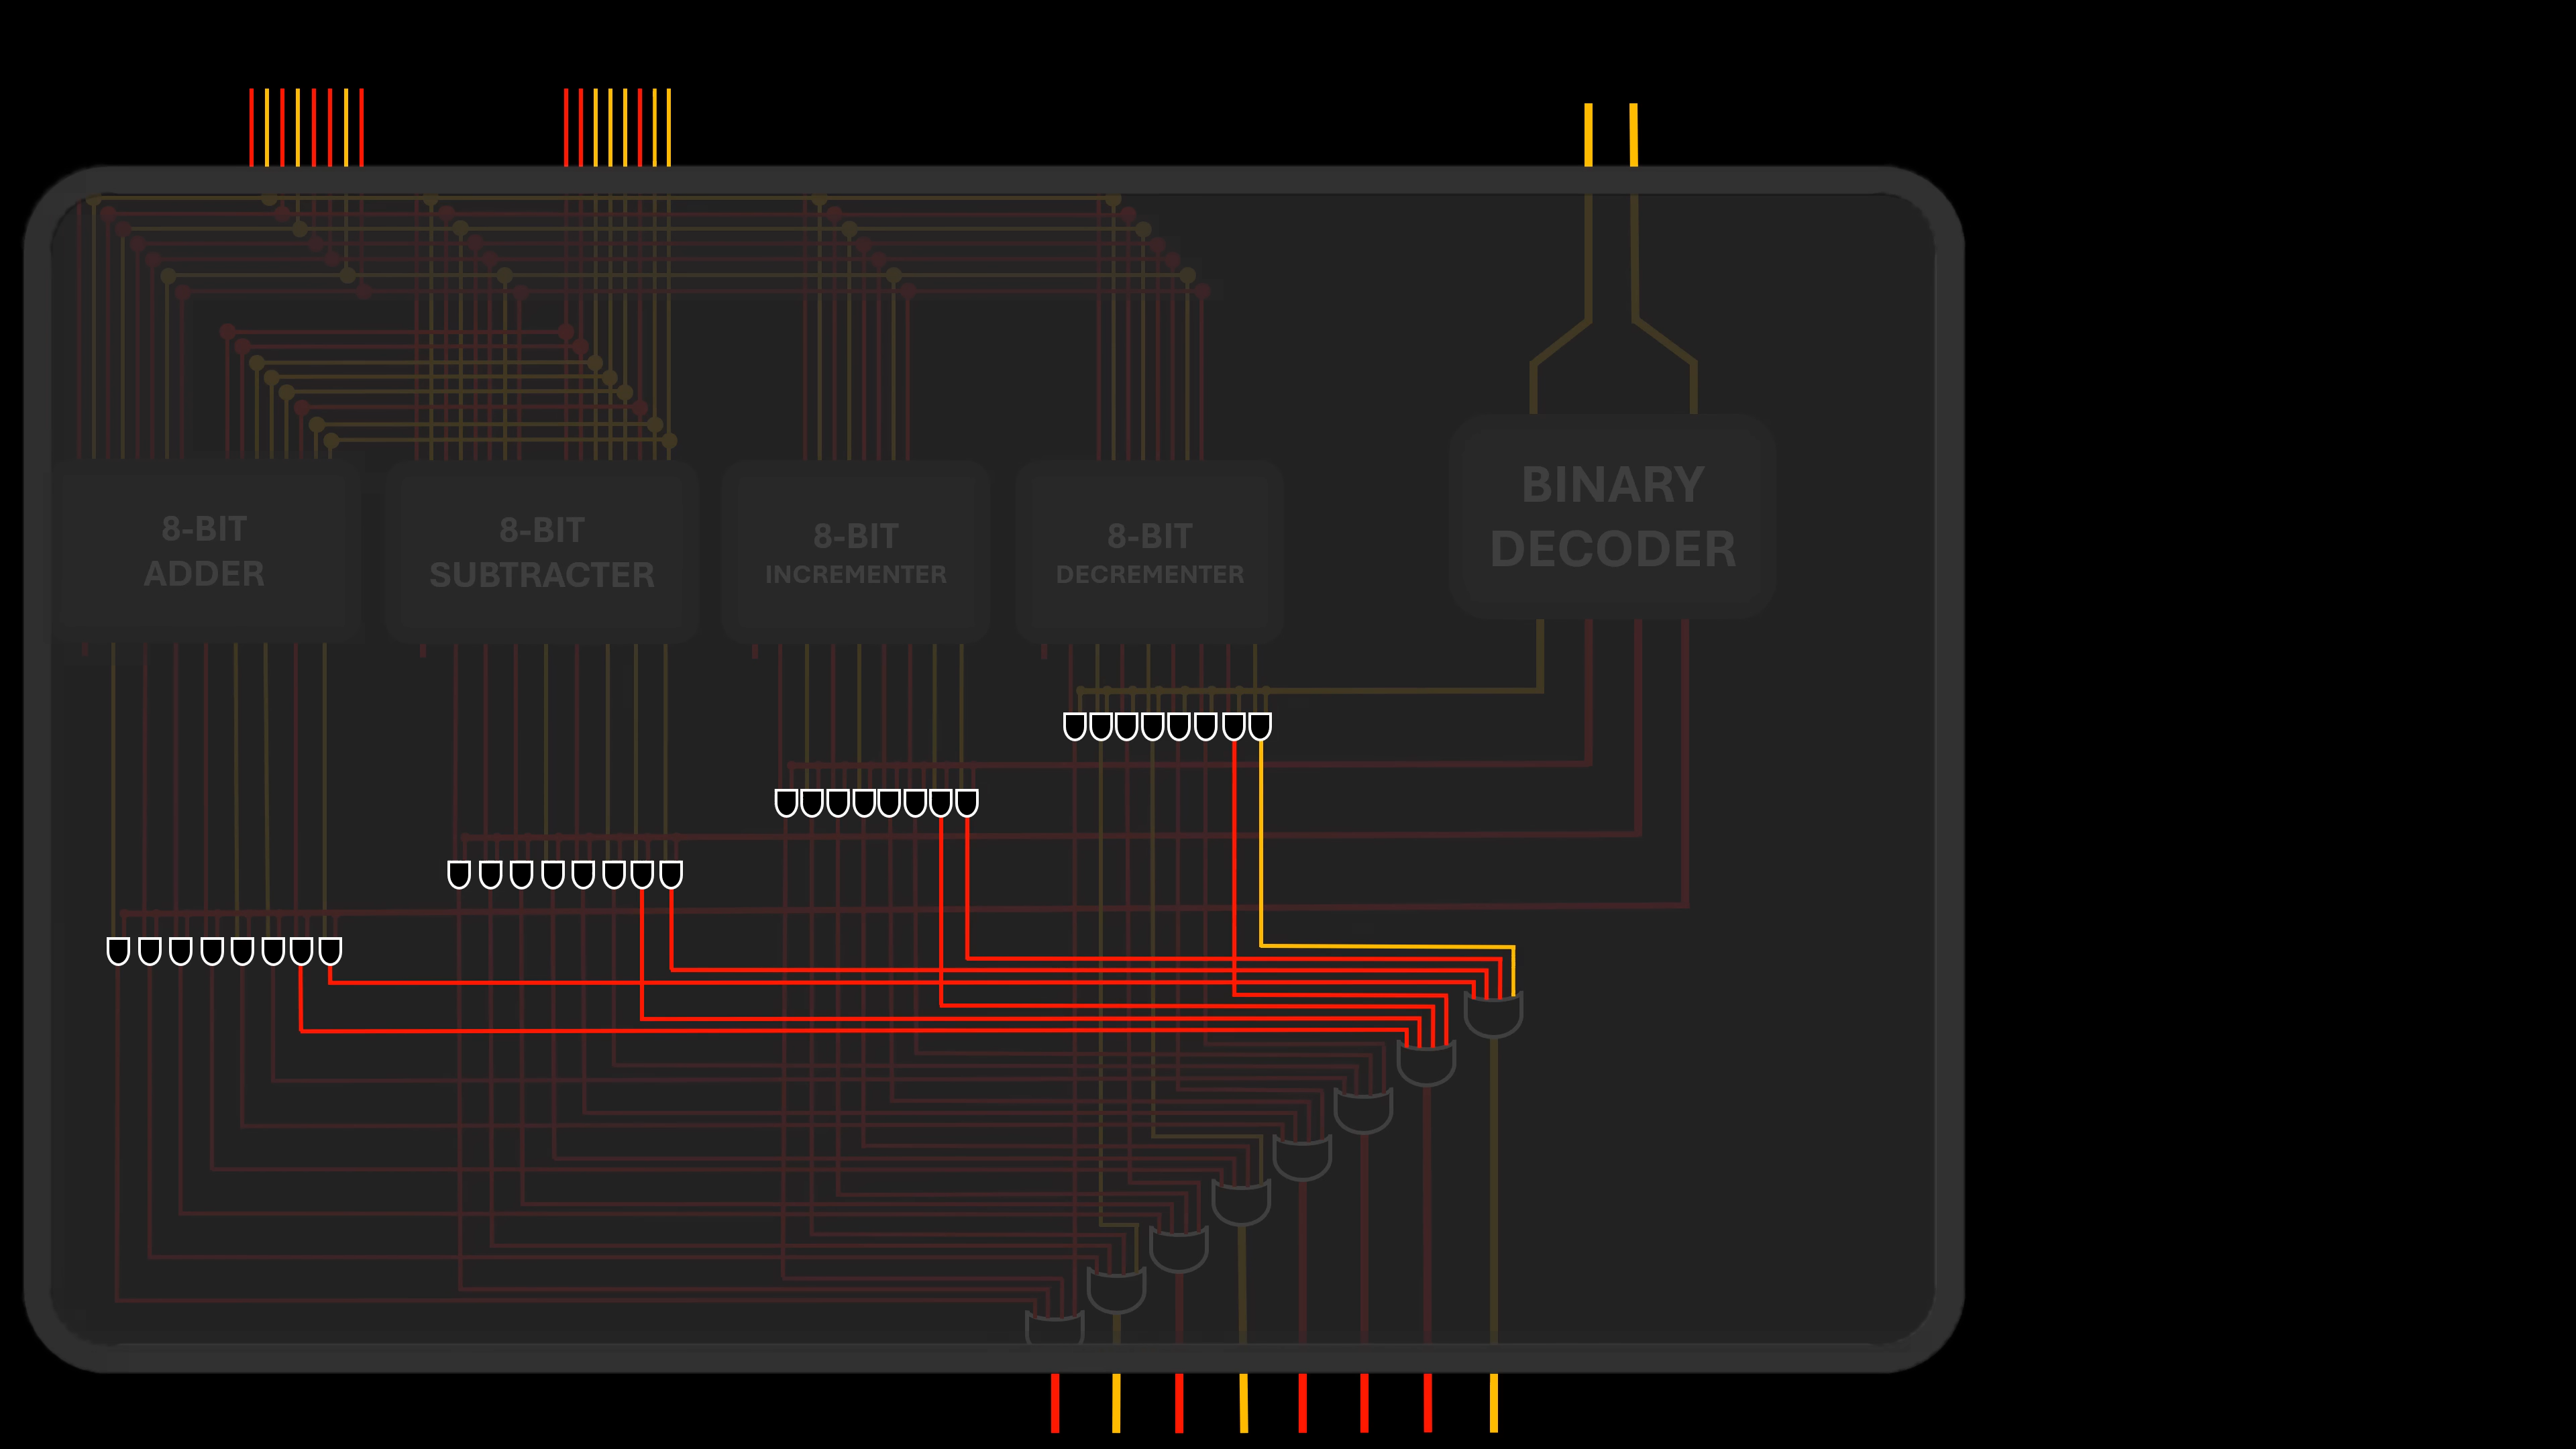 8-BIT
ADDER
8-BIT
SUBTRACTER
8-BIT
INCREMENTER
8-BIT
DECREMENTER
BINARY
DECODER